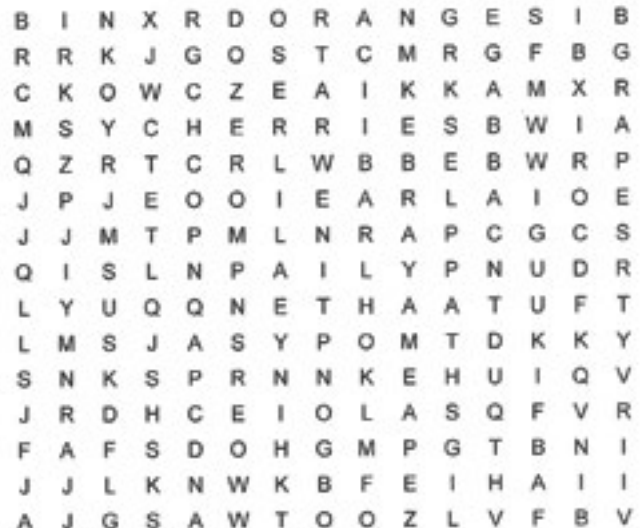 B I N X R D O R A N G E S I B
R R K J G O S T C M R G F B G
C K O W C Z E A I K K A M X R
M S Y C H E R R I E S B W I A
Q Z R T C R L W B B E B W R P
J P J E O O I E A R L A I O E
J J M T P M L N R A P C G C S
Q I S L N P A I L Y P N U D R
L Y U Q Q N E T H A A T U F T
L M S J A S Y P O M T D K K Y
S N K S P R N N K E H U I Q V
J R D H C E I O L A S Q F V R
F A F S D O H G M P G T B N I
J J L K N W K B F E I H A I I
A J G S A W T O O Z L V F B V